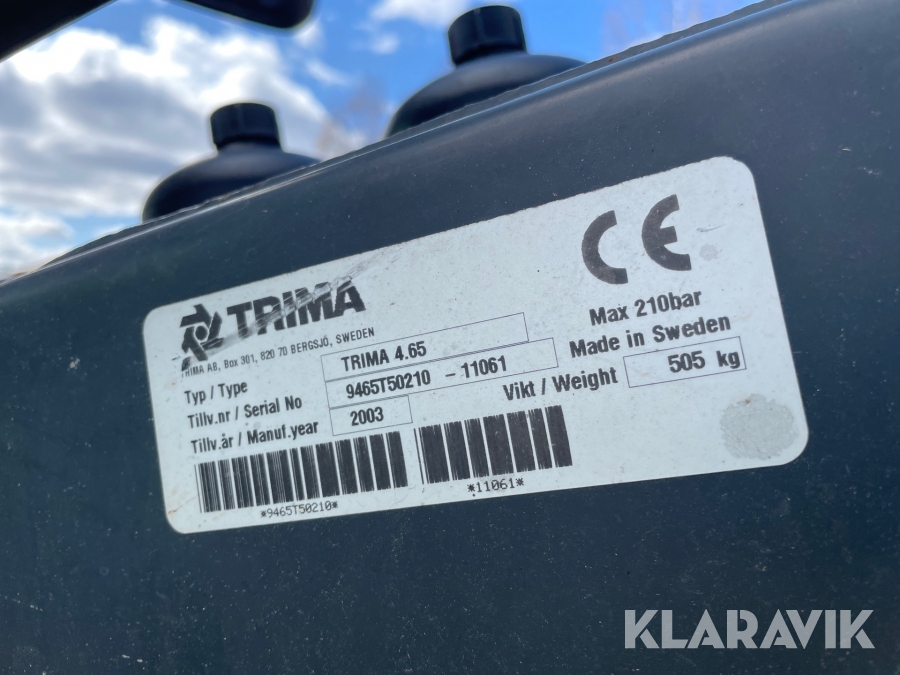 TRIMA
TRIMA AB, Box 301, 820 70 BERGSJÖ, SWEDEN
CE
Max 210bar
Made in Sweden
Typ / Type TRIMA 4.65
Tillv.nr / Serial No 9465T50210 - 11061
Tillv.år / Manuf.year 2003
Vikt / Weight 505 kg
*9465T50210*
*11061*
KLARAVIK